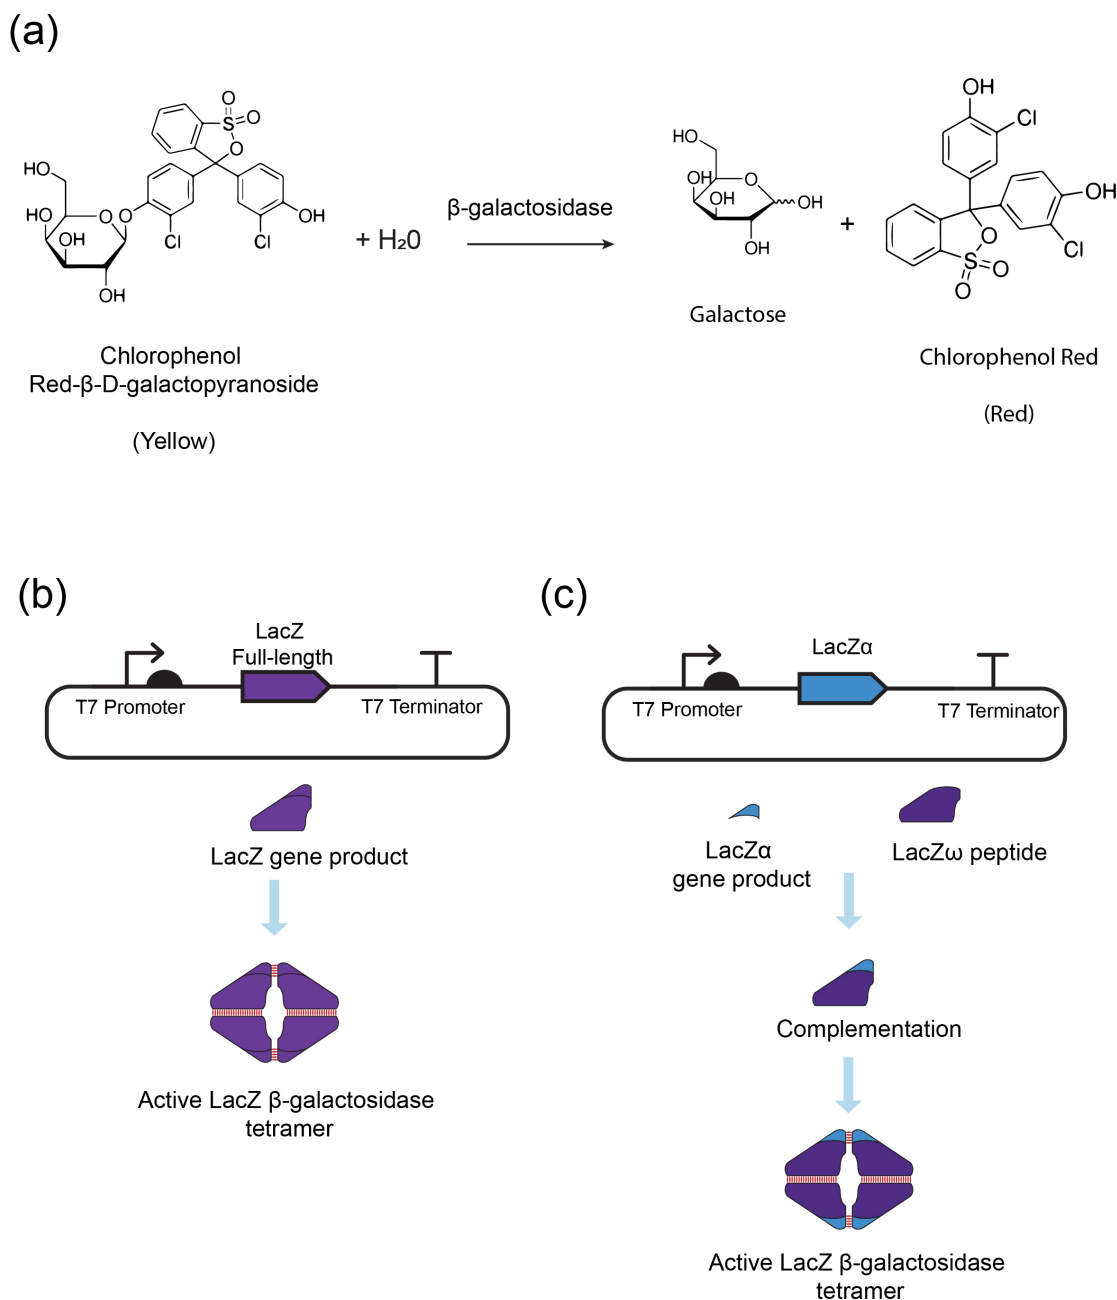 (a)
O
S
O
O
HO
O
O
OH
OH
Cl
Cl
OH
OH
Chlorophenol
Red-β-D-galactopyranoside
(Yellow)
+ H₂0
β-galactosidase
HO
OH
O
OH
OH
OH
Galactose
+
OH
Cl
OH
Cl
O
S
O
O
Chlorophenol Red
(Red)
(b)
LacZ
Full-length
T7 Promoter
T7 Terminator
LacZ gene product
Active LacZ β-galactosidase
tetramer
(c)
LacZα
T7 Promoter
T7 Terminator
LacZα
gene product
LacZω peptide
Complementation
Active LacZ β-galactosidase
tetramer